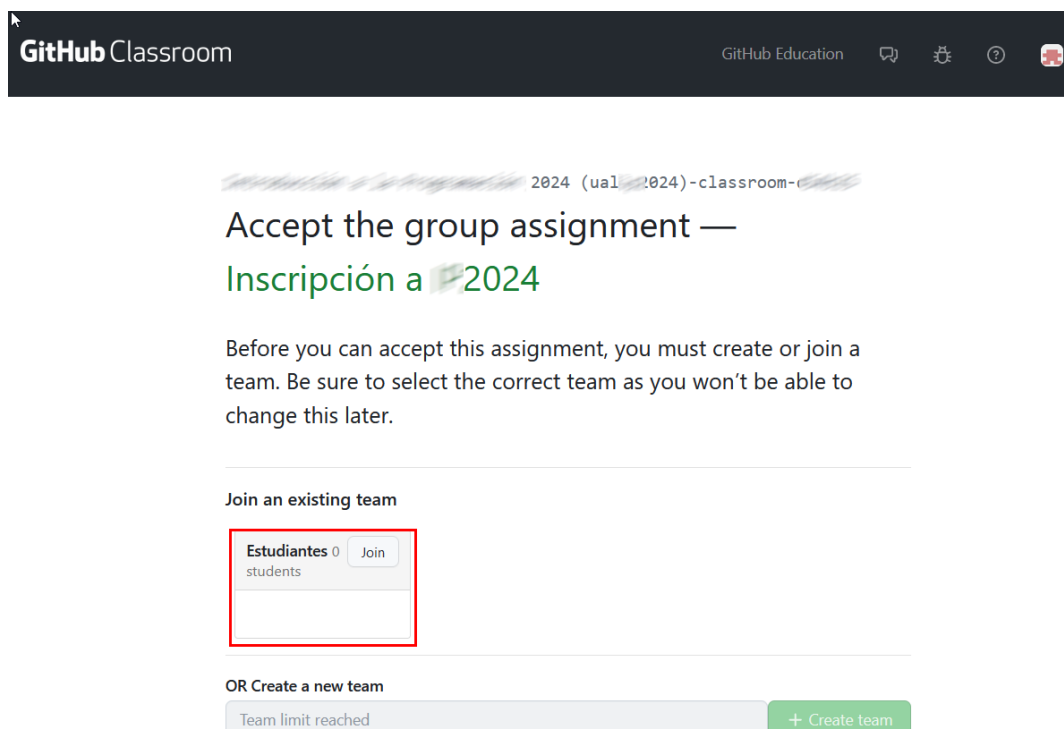 GitHub Classroom
GitHub Education
2024 (ual 2024)-classroom-
Accept the group assignment —
Inscripción a 2024
Before you can accept this assignment, you must create or join a
team. Be sure to select the correct team as you won’t be able to
change this later.
Join an existing team
Estudiantes 0
students
Join
OR Create a new team
Team limit reached
+ Create team